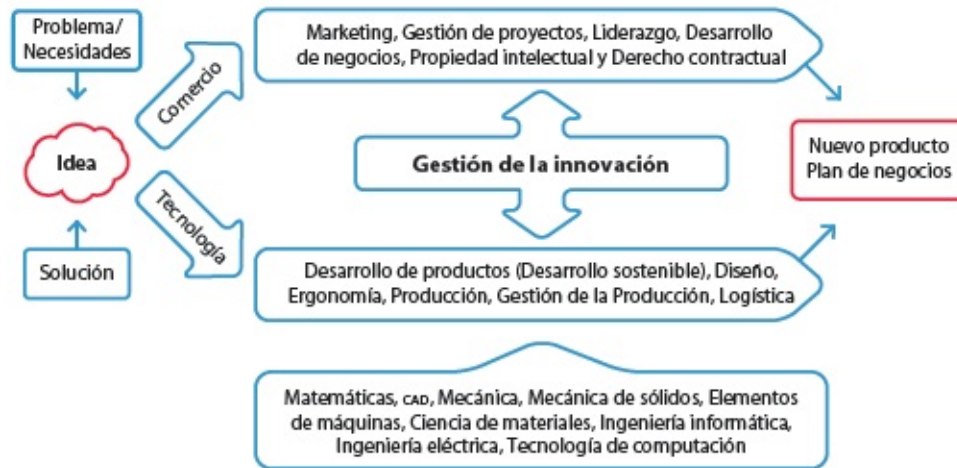 Problema/
Necesidades
Idea
Solución
Comercio
Tecnología
Marketing, Gestión de proyectos, Liderazgo, Desarrollo
de negocios, Propiedad intelectual y Derecho contractual
Gestión de la innovación
Desarrollo de productos (Desarrollo sostenible), Diseño,
Ergonomía, Producción, Gestión de la Producción, Logística
Matemáticas, CAD, Mecánica, Mecánica de sólidos, Elementos
de máquinas, Ciencia de materiales, Ingeniería informática,
Ingeniería eléctrica, Tecnología de computación
Nuevo producto
Plan de negocios